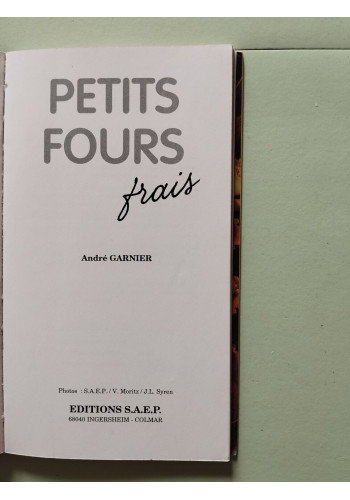 PETITS
FOURS
frais
André GARNIER
Photos : S.A.E.P. / V. Moritz / J.L. Syren
EDITIONS S.A.E.P.
68040 INGERSHEIM - COLMAR